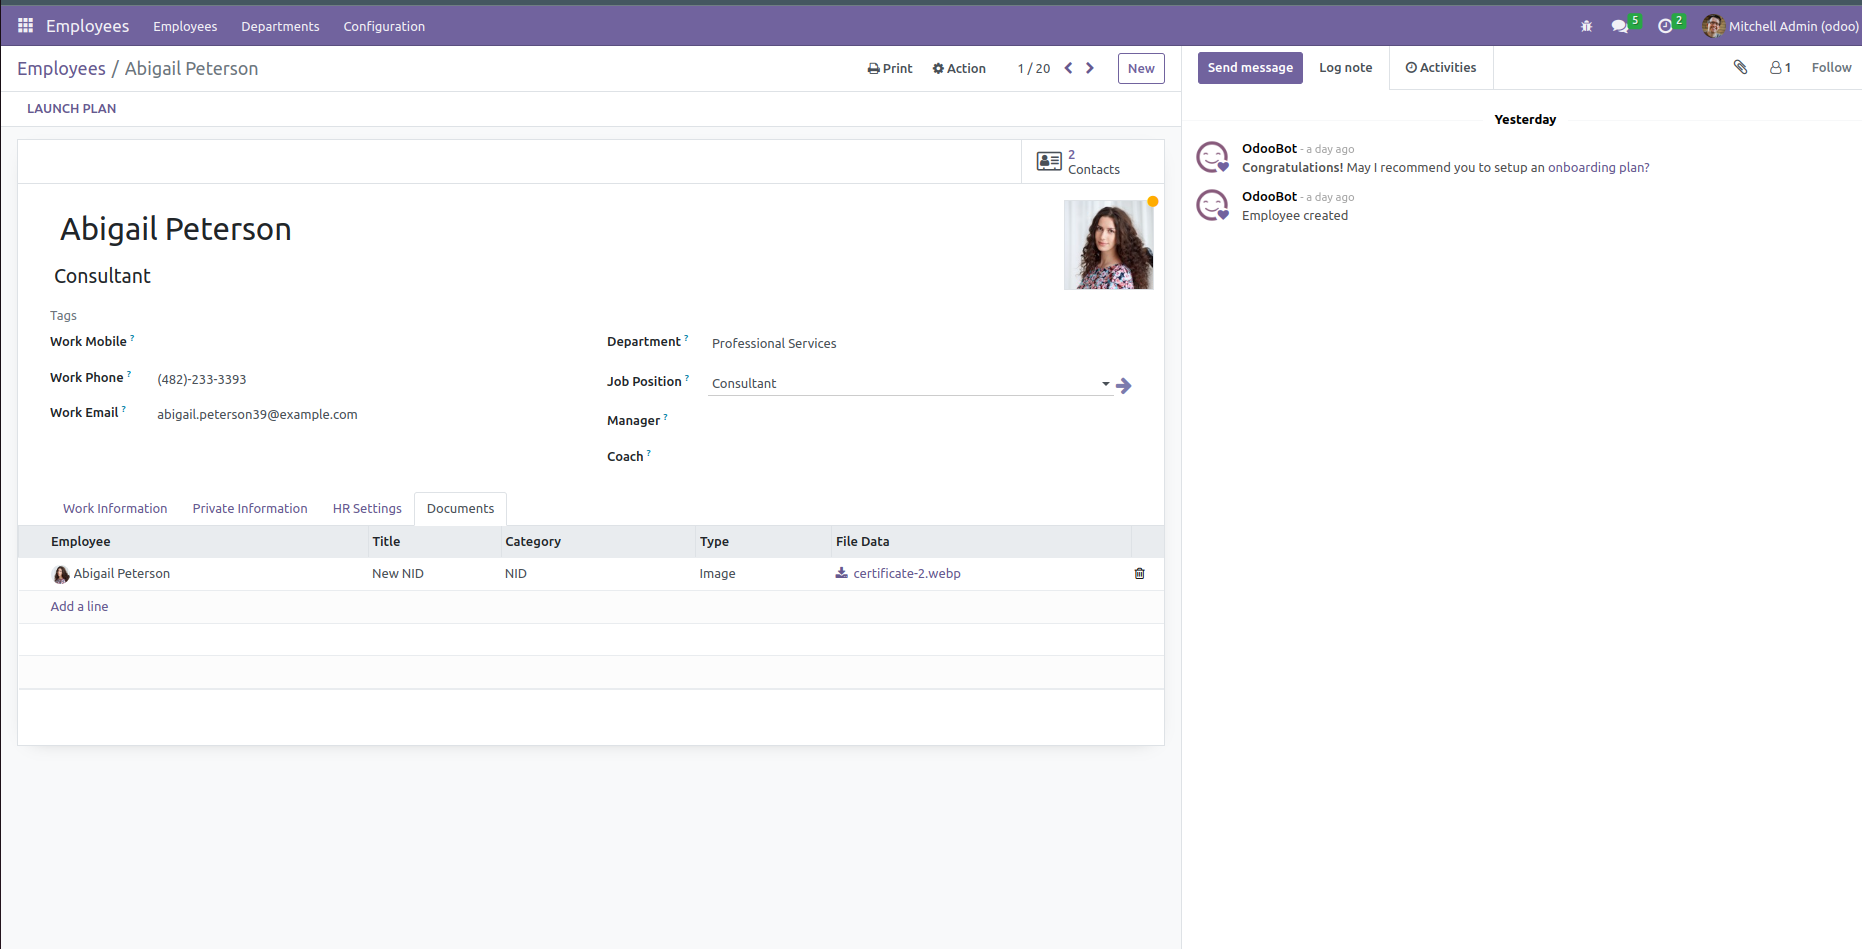 Employees Employees Departments Configuration 5 2 Mitchell Admin (odoo)
Employees / Abigail Peterson Print Action 1 / 20 New
LAUNCH PLAN
2
Contacts
Abigail Peterson
Consultant
Tags
Work Mobile ?
Work Phone ? (482)-233-3393
Work Email ? abigail.peterson39@example.com
Department ? Professional Services
Job Position ? Consultant
Manager ?
Coach ?
Work Information Private Information HR Settings Documents
Employee Title Category Type File Data
Abigail Peterson New NID NID Image certificate-2.webp
Add a line
Send message Log note Activities 1 Follow
Yesterday
OdooBot - a day ago
Congratulations! May I recommend you to setup an onboarding plan?
OdooBot - a day ago
Employee created